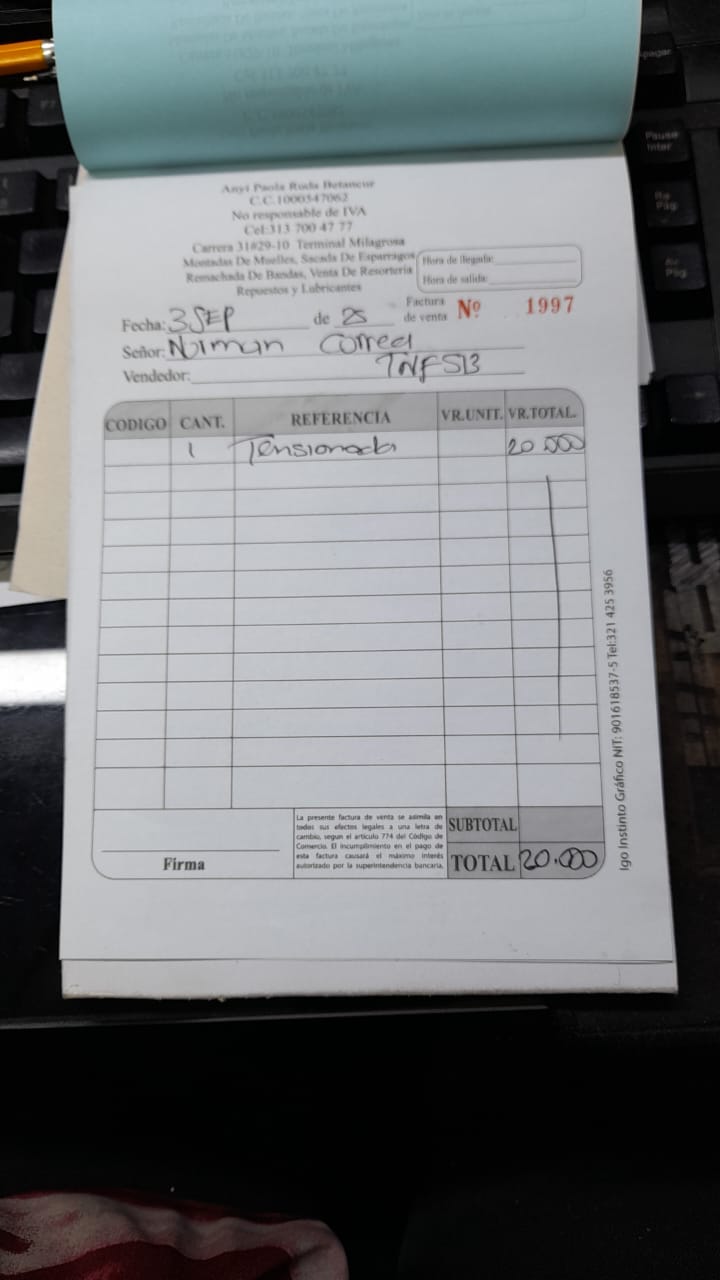 Anyi Paola Ruda Betancur
C.C.1000547062
No responsable de IVA
Cel:313 700 47 77
Carrera 31#29-10 Terminal Milagrosa
Montadas De Muelles, Sacada De Esparragos
Remachada De Bandas, Venta De Resorteria
Repuestos y Lubricantes
Hora de llegada:
Hora de salida:
Factura de venta Nº 1997
Fecha: 3 SEP de 25
Señor: Norman Correa
TNF513
Vendedor:
CODIGO CANT. REFERENCIA VR.UNIT. VR.TOTAL.
1 Tensionada 20 000
La presente factura de venta se asimila en
todos sus efectos legales a una letra de
cambio, segun el articulo 774 del Código de
Comercio. El incumplimiento en el pago de
esta factura causará el máximo interés
autorizado por la superintendencia bancaria.
SUBTOTAL
Firma
TOTAL 20.000
Igo Instinto Gráfico NIT: 901618537-5 Tel:321 425 3956